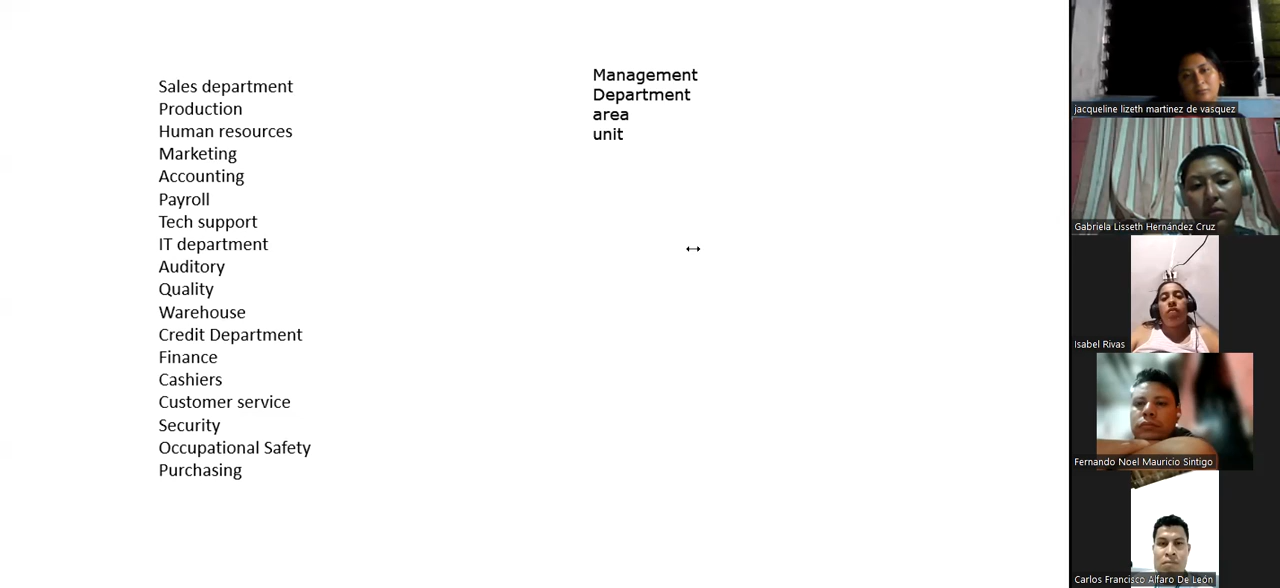 Sales department
Production
Human resources
Marketing
Accounting
Payroll
Tech support
IT department
Auditory
Quality
Warehouse
Credit Department
Finance
Cashiers
Customer service
Security
Occupational Safety
Purchasing
Management
Department
area
unit
jacqueline lizeth martinez de vasquez
Gabriela Lisseth Hernández Cruz
Isabel Rivas
Fernando Noel Mauricio Sintigo
Carlos Francisco Alfaro De León